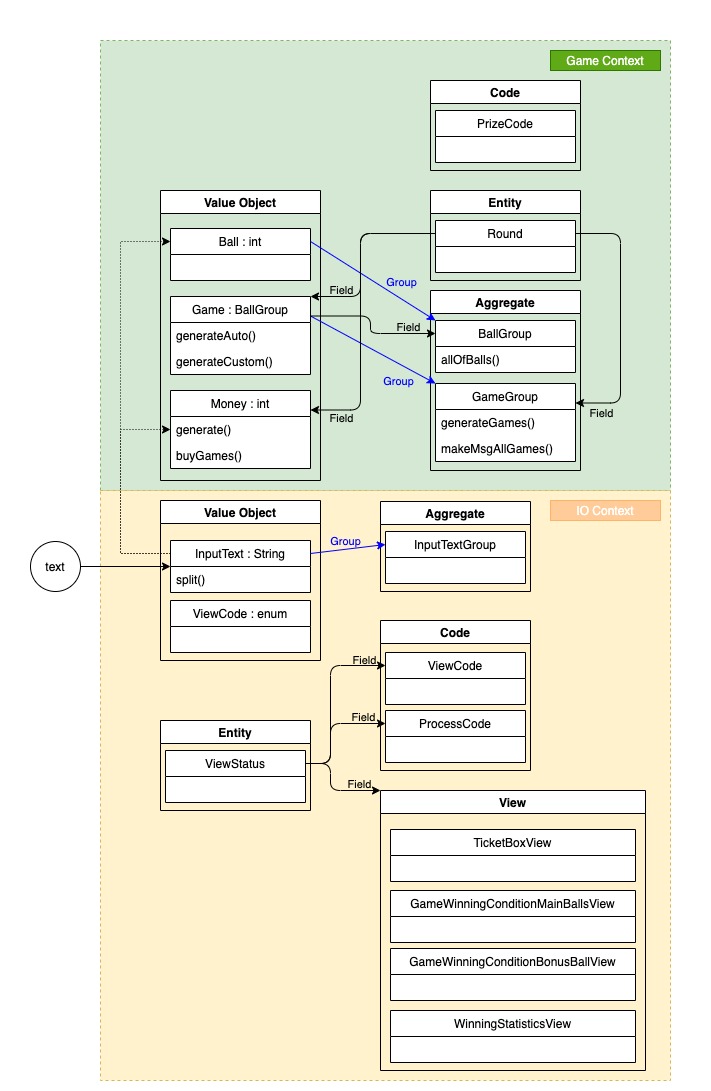 Game Context
Code
PrizeCode
Value Object
Ball : int
Game : BallGroup
generateAuto()
generateCustom()
Money : int
generate()
buyGames()
Entity
Round
Group
Field
Field
Group
Field
Field
Aggregate
BallGroup
allOfBalls()
GameGroup
generateGames()
makeMsgAllGames()
IO Context
text
Value Object
InputText : String
split()
ViewCode : enum
Group
Aggregate
InputTextGroup
Code
ViewCode
ProcessCode
Entity
ViewStatus
Field
Field
Field
View
TicketBoxView
GameWinningConditionMainBallsView
GameWinningConditionBonusBallView
WinningStatisticsView